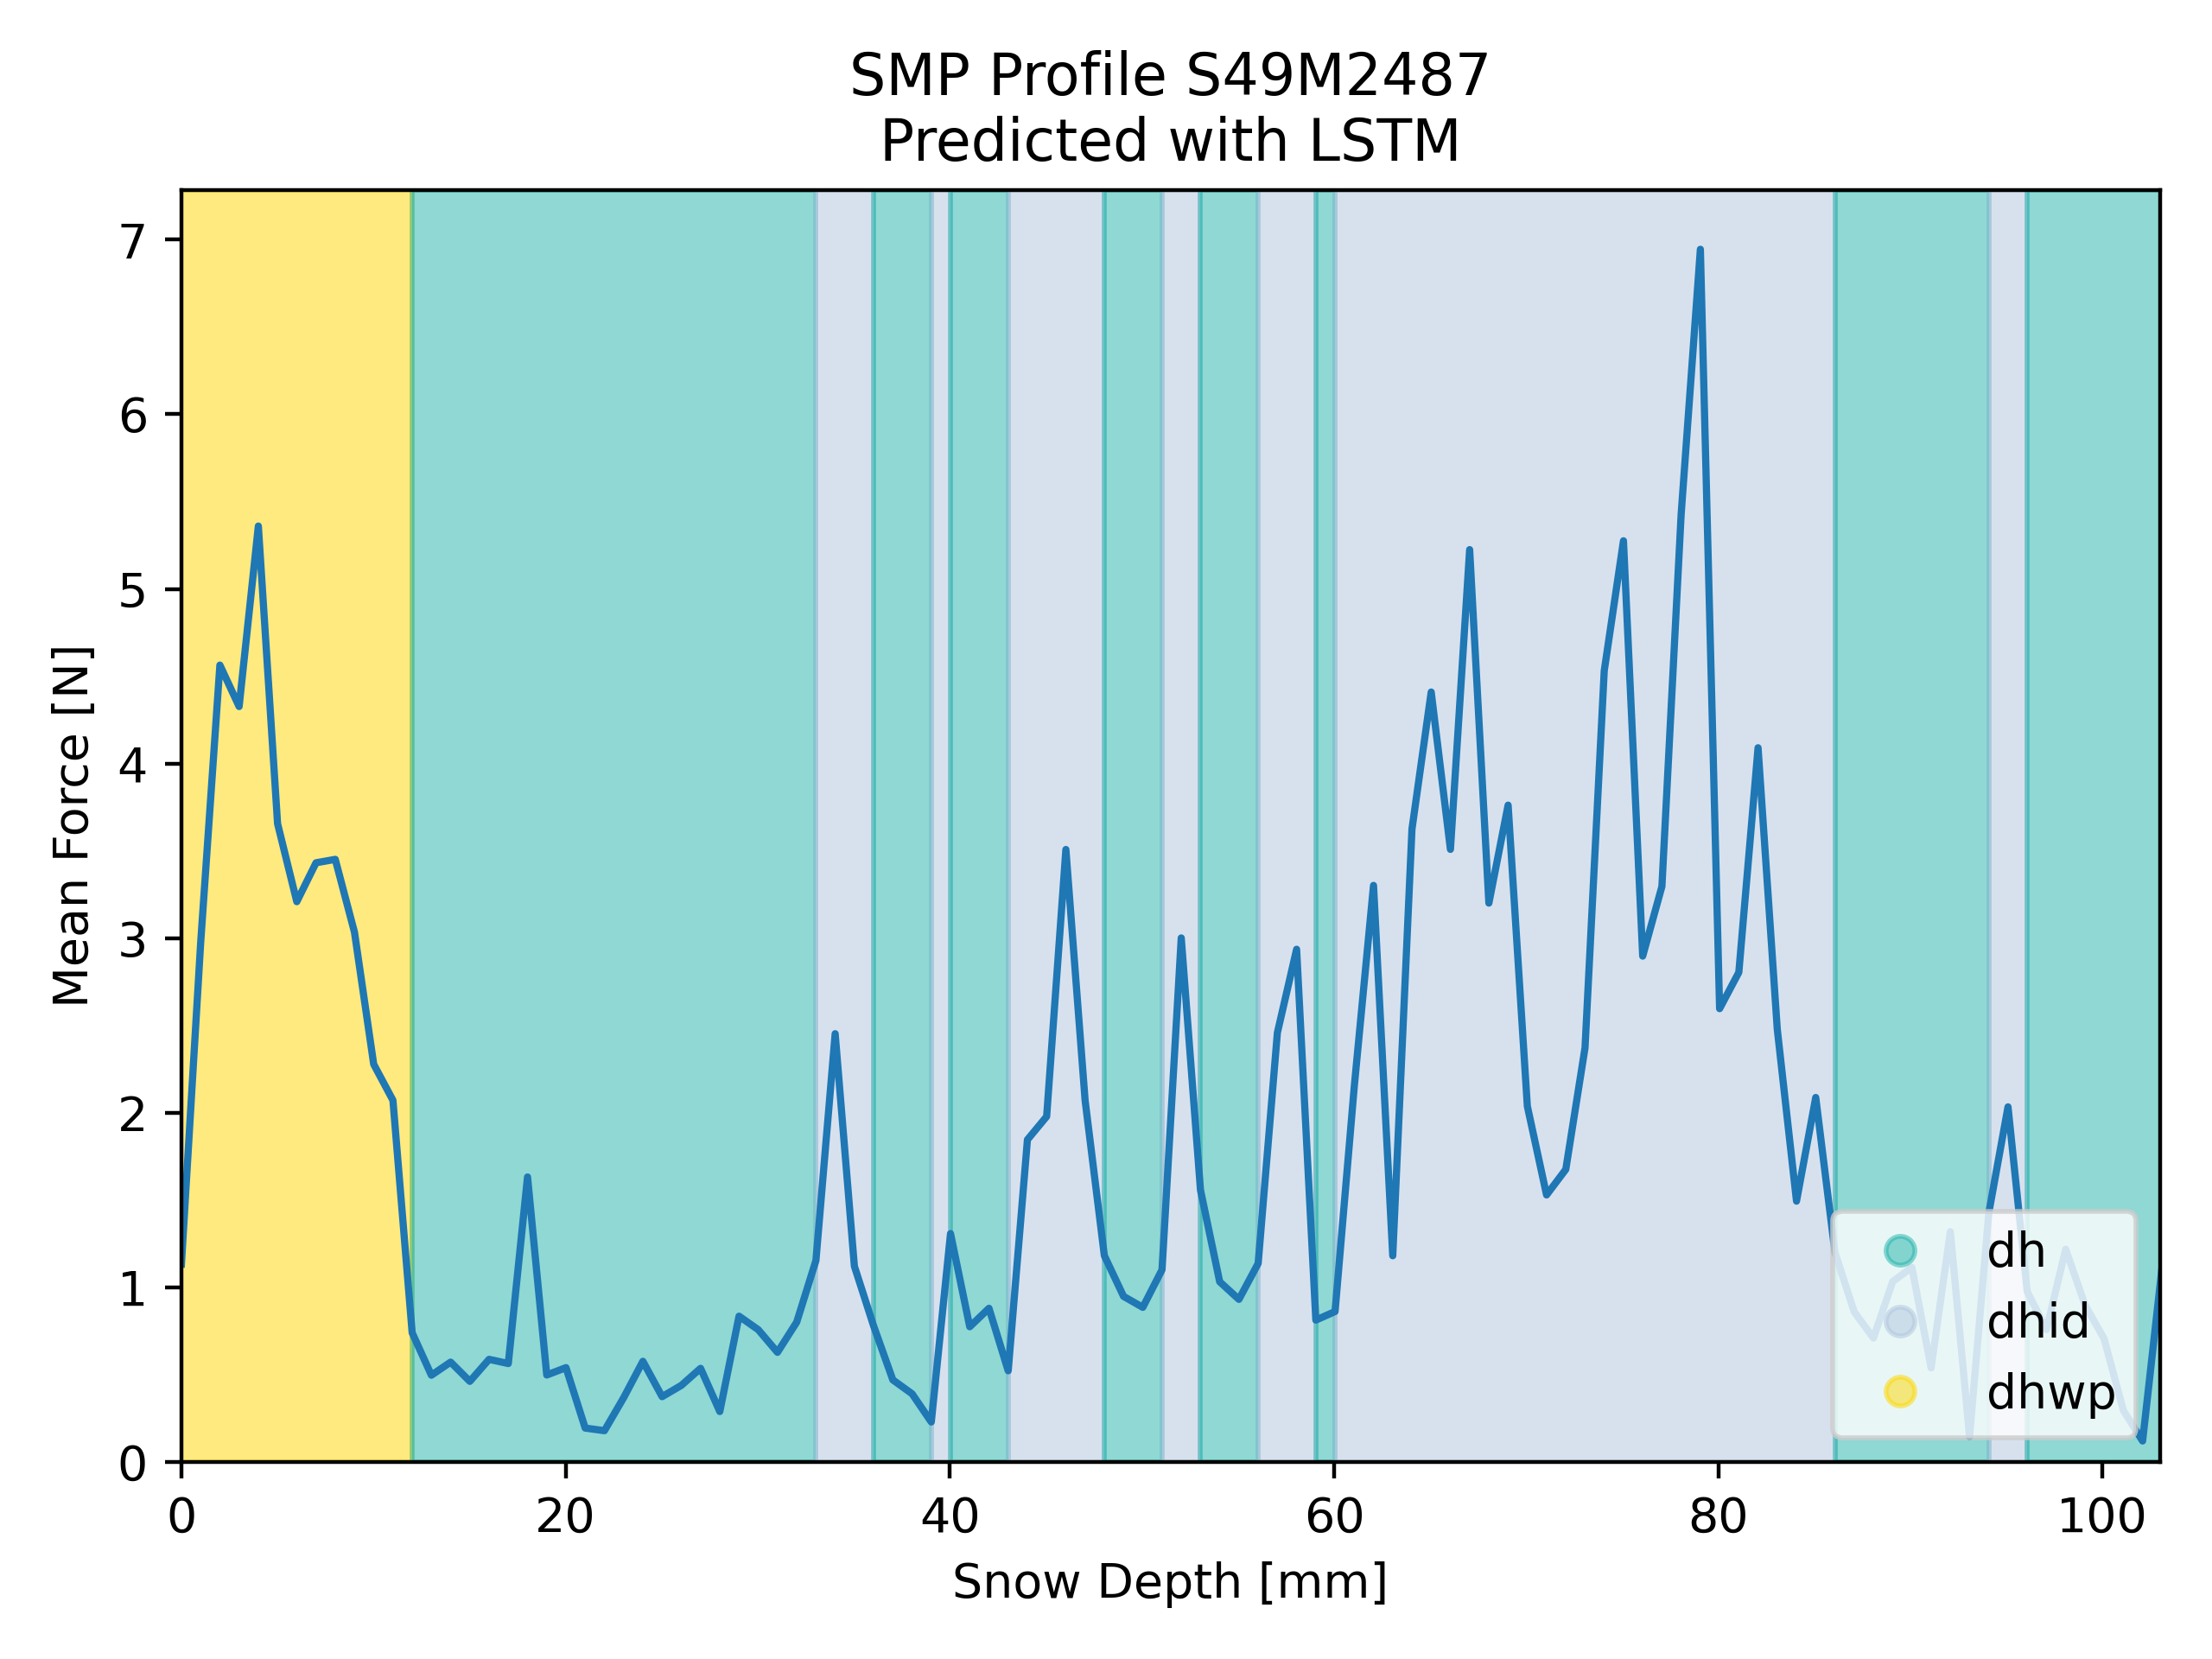 SMP Profile S49M2487
Predicted with LSTM
Mean Force [N]
7
6
5
4
3
2
1
0
dh
dhid
dhwp
0 20 40 60 80 100
Snow Depth [mm]